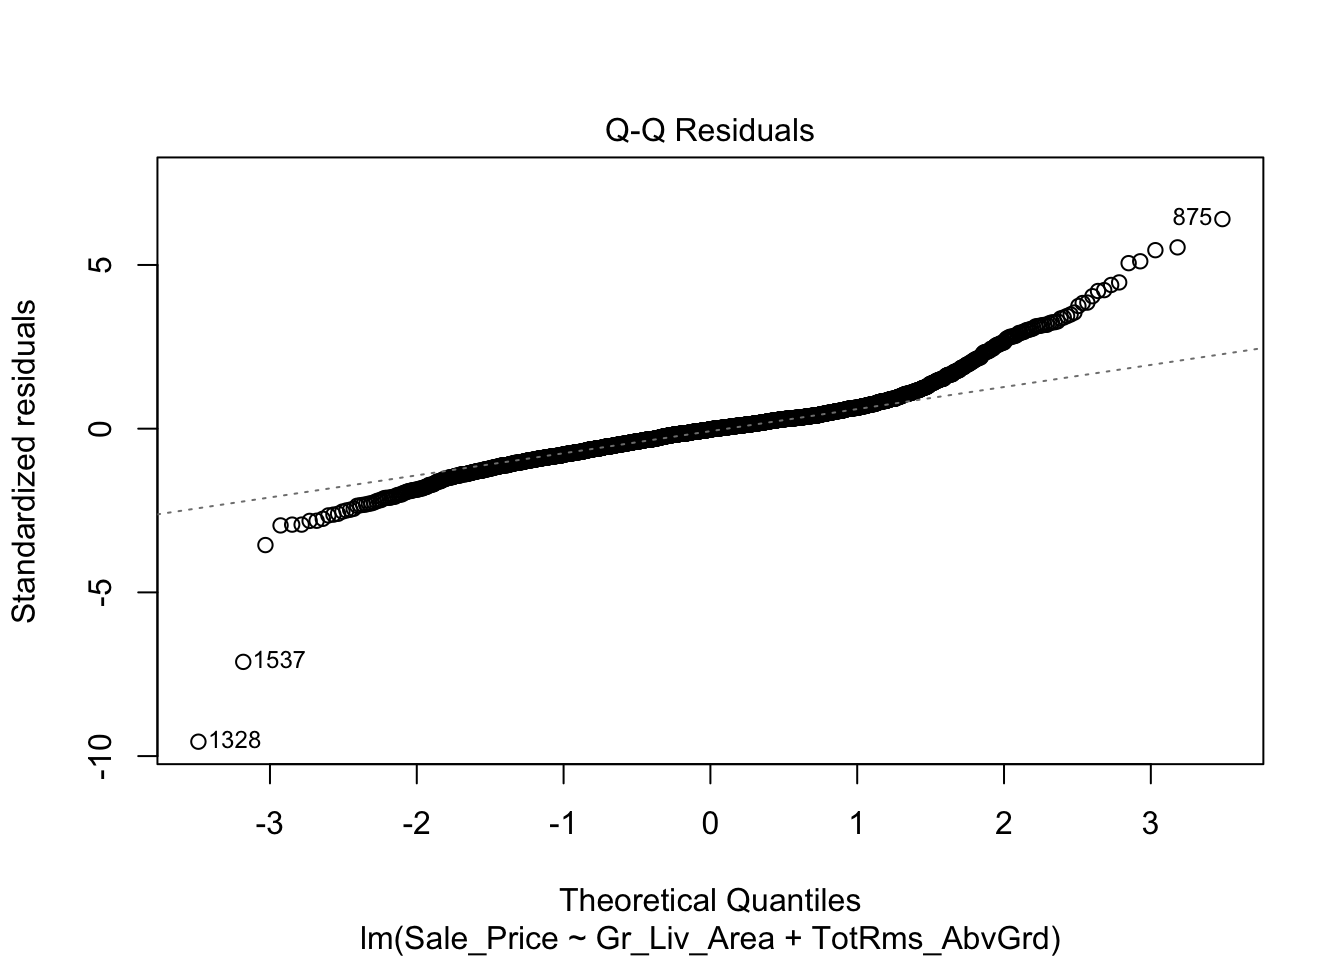 Q-Q Residuals
Standardized residuals
5
0
-5
-10
875
1537
1328
-3 -2 -1 0 1 2 3
Theoretical Quantiles
lm(Sale_Price ~ Gr_Liv_Area + TotRms_AbvGrd)